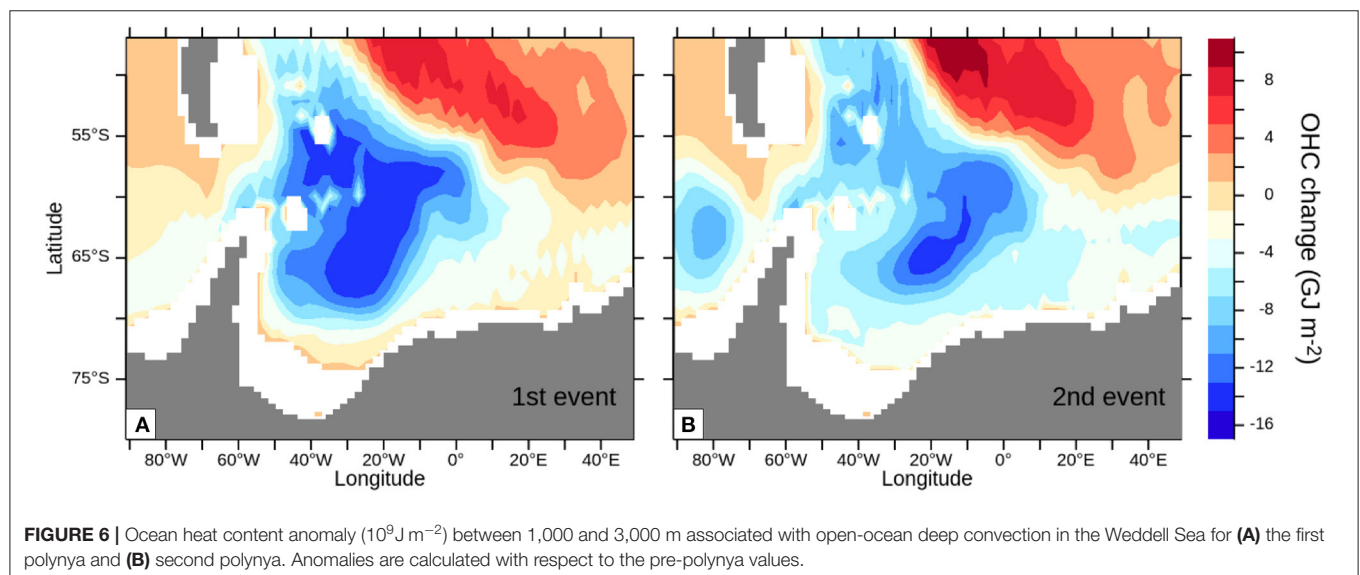 55°S
65°S
75°S
Latitude
A
1st event
80°W 60°W 40°W 20°W 0° 20°E 40°E
Longitude
B
2nd event
80°W 60°W 40°W 20°W 0° 20°E 40°E
Longitude
8
4
0
-4
-8
-12
-16
OHC change (GJ m⁻²)
FIGURE 6 | Ocean heat content anomaly (10⁹ J m⁻²) between 1,000 and 3,000 m associated with open-ocean deep convection in the Weddell Sea for (A) the first
polynya and (B) second polynya. Anomalies are calculated with respect to the pre-polynya values.